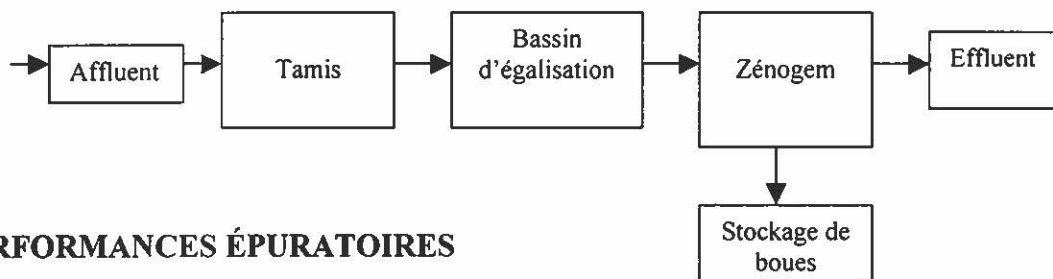 Affluent
Tamis
Bassin
d'égalisation
Zénogem
Effluent
Stockage de
boues
RFORMANCES ÉPURATOIRES